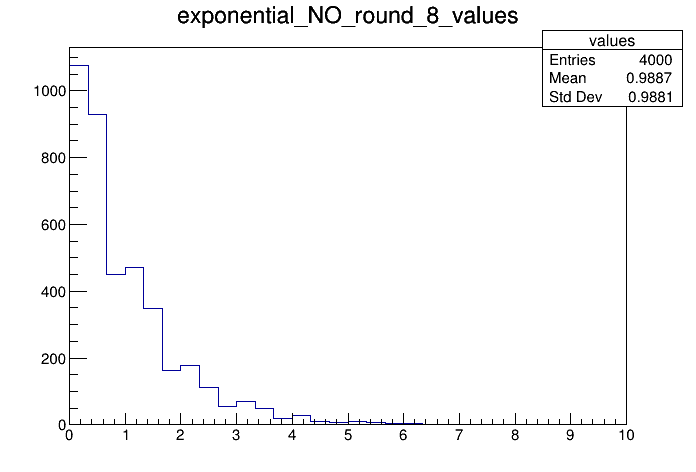 exponential_NO_round_8_values
values
Entries 4000
Mean 0.9887
Std Dev 0.9881
1000
800
600
400
200
0
0 1 2 3 4 5 6 7 8 9 10